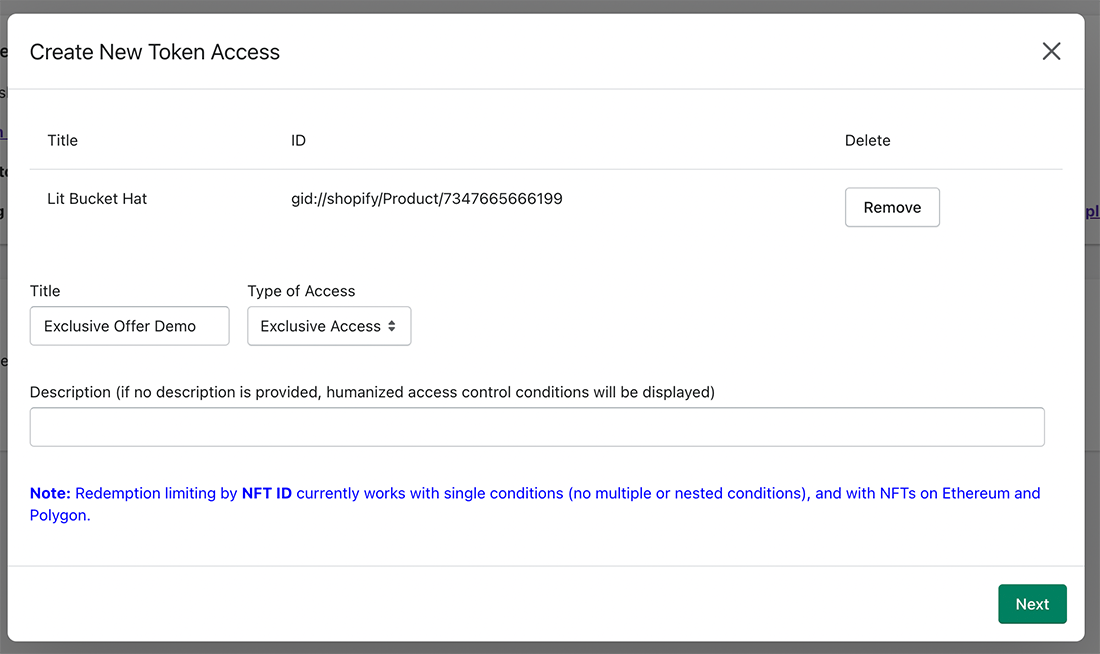 Create New Token Access
Title ID Delete
Lit Bucket Hat gid://shopify/Product/7347665666199 Remove
Title Type of Access
Exclusive Offer Demo Exclusive Access
Description (if no description is provided, humanized access control conditions will be displayed)
Note: Redemption limiting by NFT ID currently works with single conditions (no multiple or nested conditions), and with NFTs on Ethereum and
Polygon.
Next